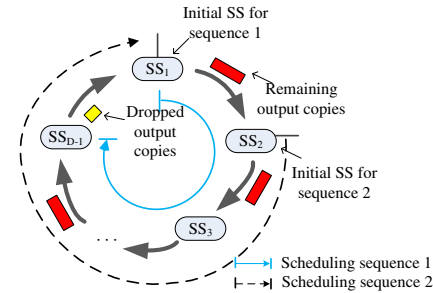 Initial SS for
sequence 1
SS1
Remaining
output copies
Dropped
output
copies
SSD-1
SS2
Initial SS for
sequence 2
SS3
. . .
Scheduling sequence 1
Scheduling sequence 2